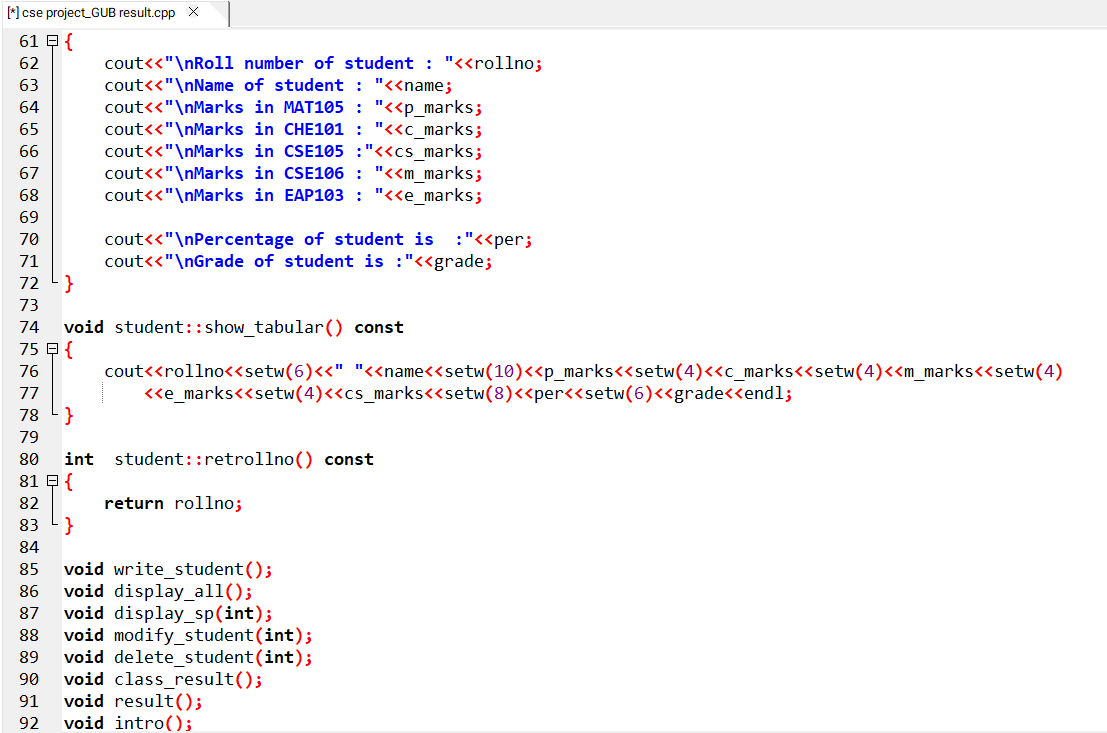 [*] cse project_GUB result.cpp ✕
61 {
62     cout<<"\nRoll number of student : "<<rollno;
63     cout<<"\nName of student : "<<name;
64     cout<<"\nMarks in MAT105 : "<<p_marks;
65     cout<<"\nMarks in CHE101 : "<<c_marks;
66     cout<<"\nMarks in CSE105 :"<<cs_marks;
67     cout<<"\nMarks in CSE106 : "<<m_marks;
68     cout<<"\nMarks in EAP103 : "<<e_marks;
69
70     cout<<"\nPercentage of student is  :"<<per;
71     cout<<"\nGrade of student is :"<<grade;
72 }
73
74 void student::show_tabular() const
75 {
76     cout<<rollno<<setw(6)<<" "<<name<<setw(10)<<p_marks<<setw(4)<<c_marks<<setw(4)<<m_marks<<setw(4)
77         <<e_marks<<setw(4)<<cs_marks<<setw(8)<<per<<setw(6)<<grade<<endl;
78 }
79
80 int  student::retrollno() const
81 {
82     return rollno;
83 }
84
85 void write_student();
86 void display_all();
87 void display_sp(int);
88 void modify_student(int);
89 void delete_student(int);
90 void class_result();
91 void result();
92 void intro();